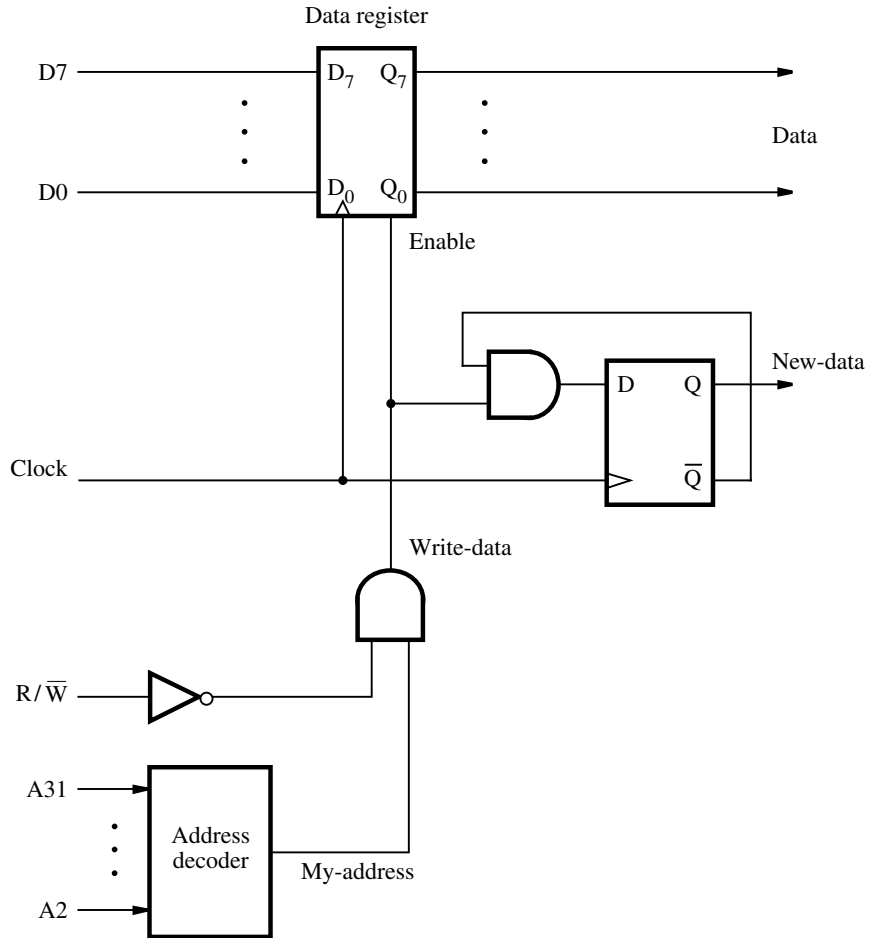 Data register
D7 D₇ Q₇
Data
D0 D₀ Q₀
Enable
New-data
D Q
Clock Q̅
Write-data
R/W̅
A31
Address
decoder
My-address
A2